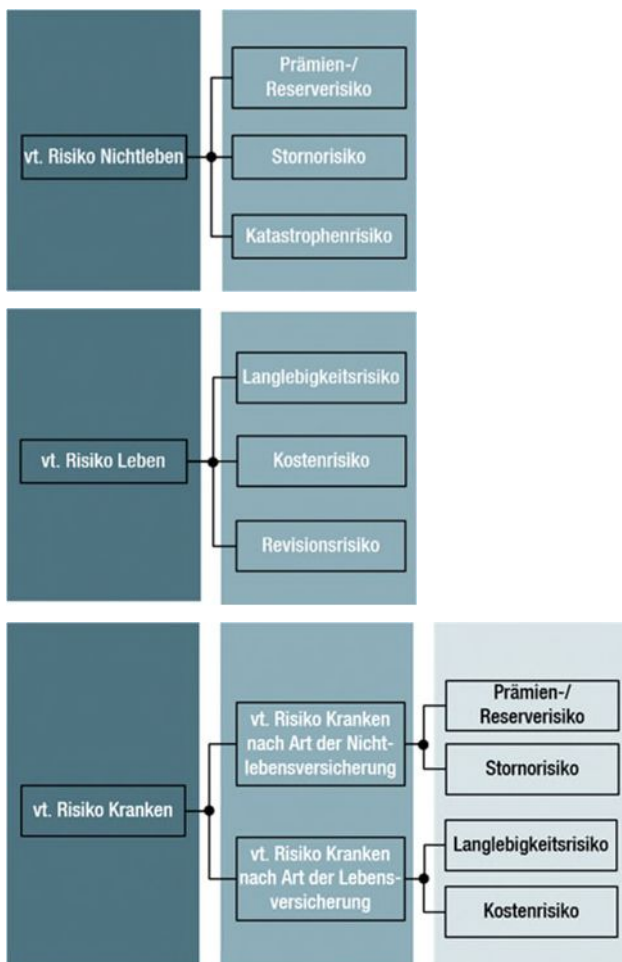 vt. Risiko Nichtleben
Prämien-/
Reserverisiko
Stornorisiko
Katastrophenrisiko
vt. Risiko Leben
Langlebigkeitsrisiko
Kostenrisiko
Revisionsrisiko
vt. Risiko Kranken
vt. Risiko Kranken
nach Art der Nicht-
lebensversicherung
Prämien-/
Reserverisiko
Stornorisiko
vt. Risiko Kranken
nach Art der Lebens-
versicherung
Langlebigkeitsrisiko
Kostenrisiko